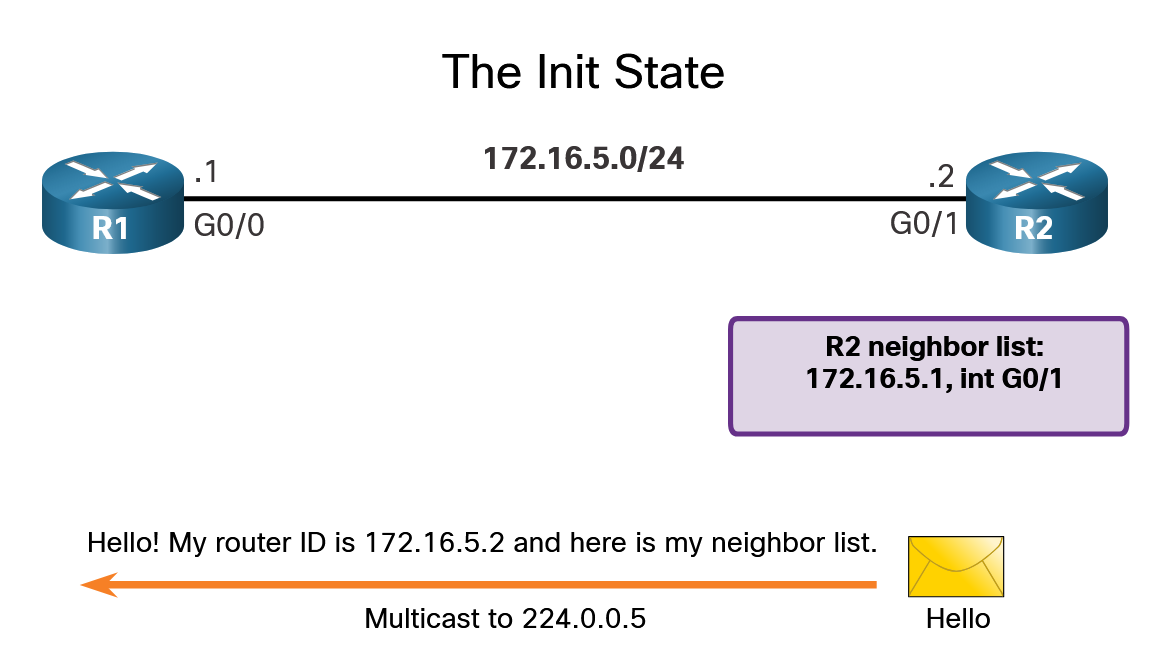 The Init State
172.16.5.0/24
.1
.2
R1
G0/0
G0/1
R2
R2 neighbor list:
172.16.5.1, int G0/1
Hello! My router ID is 172.16.5.2 and here is my neighbor list.
Multicast to 224.0.0.5
Hello